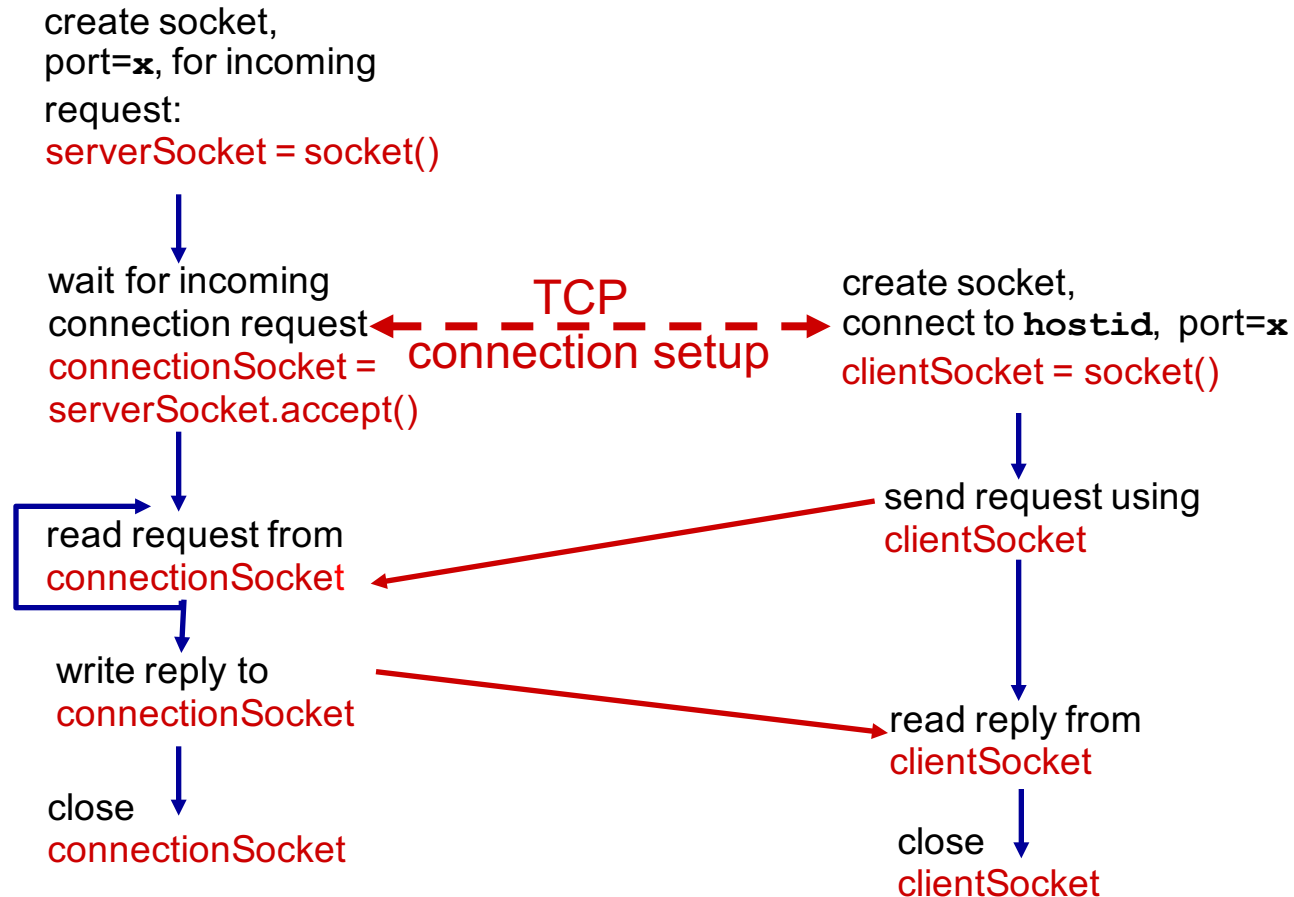 create socket,
port=x, for incoming
request:
serverSocket = socket()
wait for incoming
connection request
connectionSocket =
serverSocket.accept()
TCP
connection setup
create socket,
connect to hostid, port=x
clientSocket = socket()
read request from
connectionSocket
send request using
clientSocket
write reply to
connectionSocket
read reply from
clientSocket
close
connectionSocket
close
clientSocket